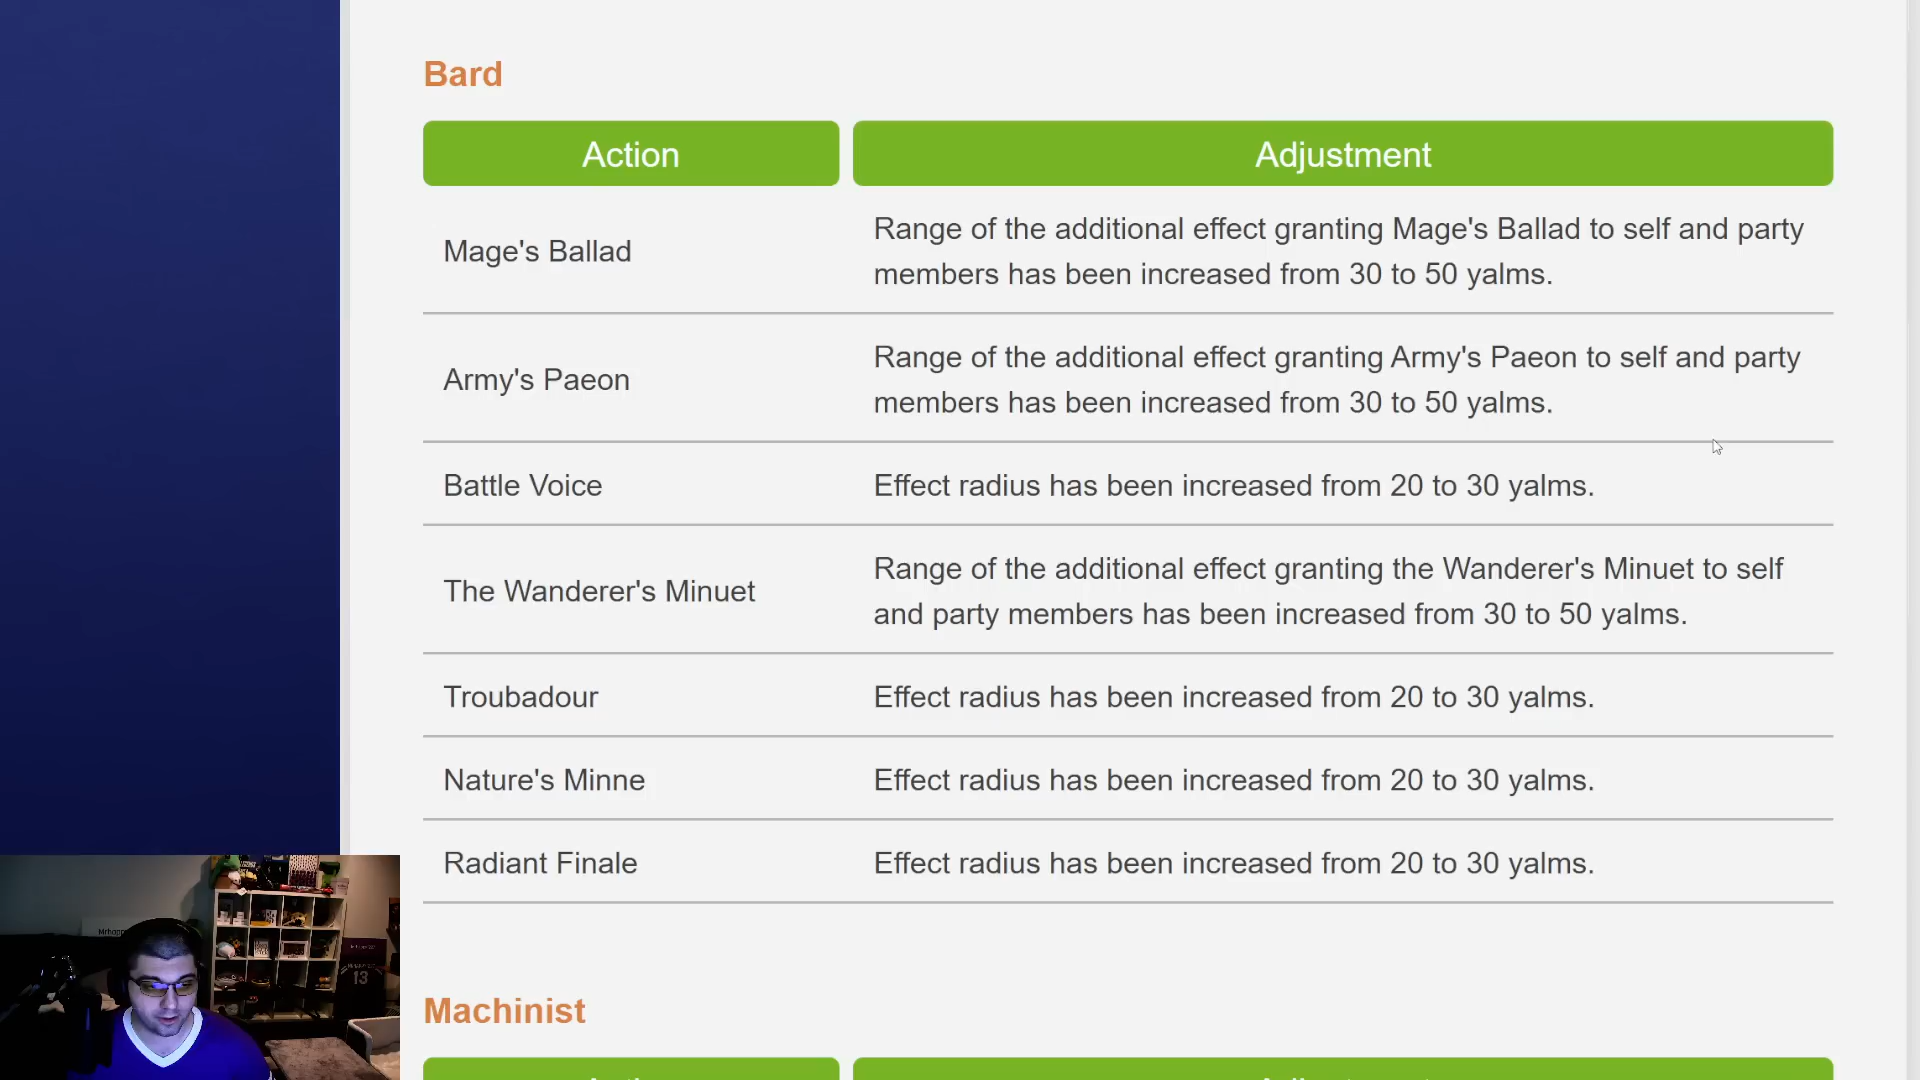 Bard
Action
Adjustment
Mage's Ballad
Range of the additional effect granting Mage's Ballad to self and party
members has been increased from 30 to 50 yalms.
Army's Paeon
Range of the additional effect granting Army's Paeon to self and party
members has been increased from 30 to 50 yalms.
Battle Voice
Effect radius has been increased from 20 to 30 yalms.
The Wanderer's Minuet
Range of the additional effect granting the Wanderer's Minuet to self
and party members has been increased from 30 to 50 yalms.
Troubadour
Effect radius has been increased from 20 to 30 yalms.
Nature's Minne
Effect radius has been increased from 20 to 30 yalms.
Radiant Finale
Effect radius has been increased from 20 to 30 yalms.
Machinist
13